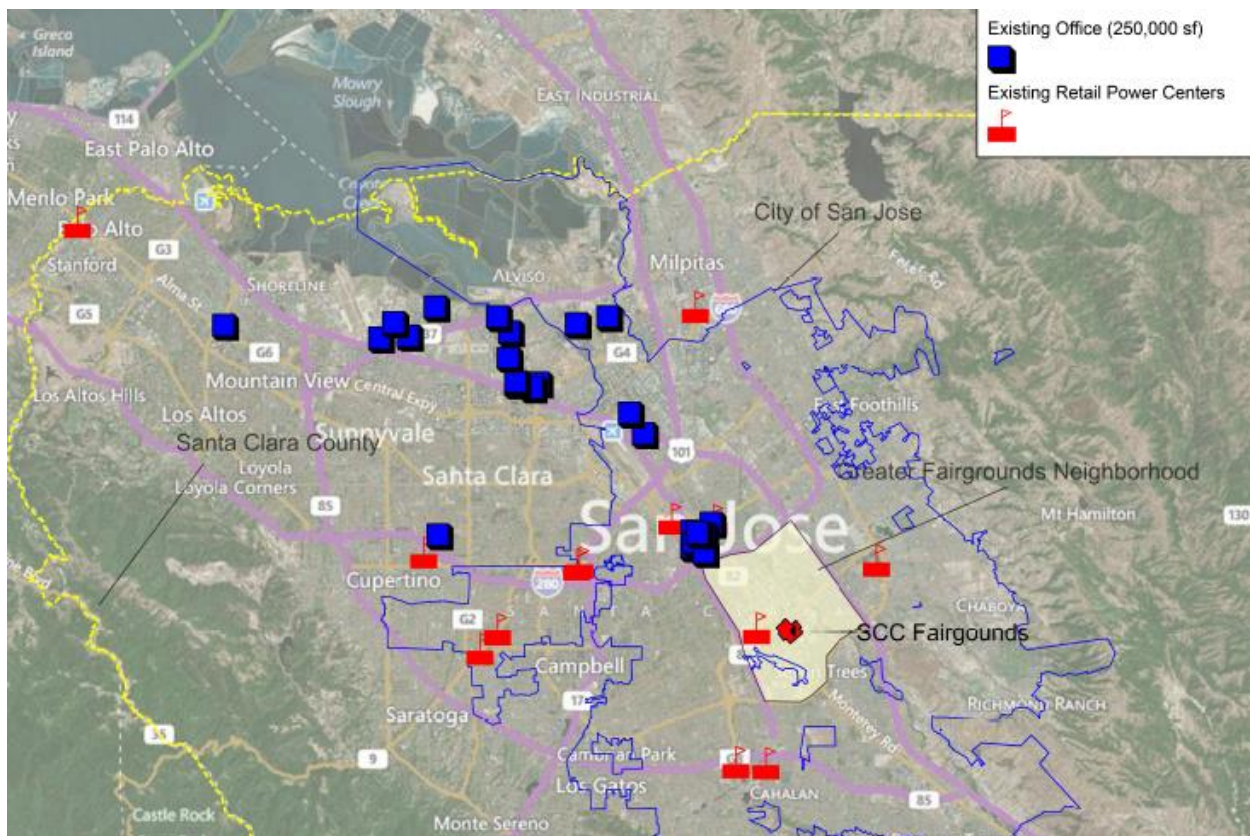 Existing Office (250,000 sf)
Existing Retail Power Centers
Greco
Island
Mowry
Slough
EAST INDUSTRIAL
114
East Palo Alto
Menlo Park
Alto
Stanford
G3
Alma St
SHORELINE
ALVISO
Milpitas
City of San Jose
G5
G6
G4
Mountain View
Central Expy
Los Altos Hills
Los Altos
Sunnyvale
East Foothills
Santa Clara County
Loyola
Loyola Corners
Santa Clara
101
Greater Fairgrounds Neighborhood
85
San Jose
Mt Hamilton
130
Cupertino
280
82
CHABOYA
G2
SCC Fairgounds
Campbell
Trees
17
Saratoga
Monterey Rd
RICHMOND RANCH
35
9
Cambrian Park
Los Gatos
CAHALAN
85
Castle Rock
Monte Sereno